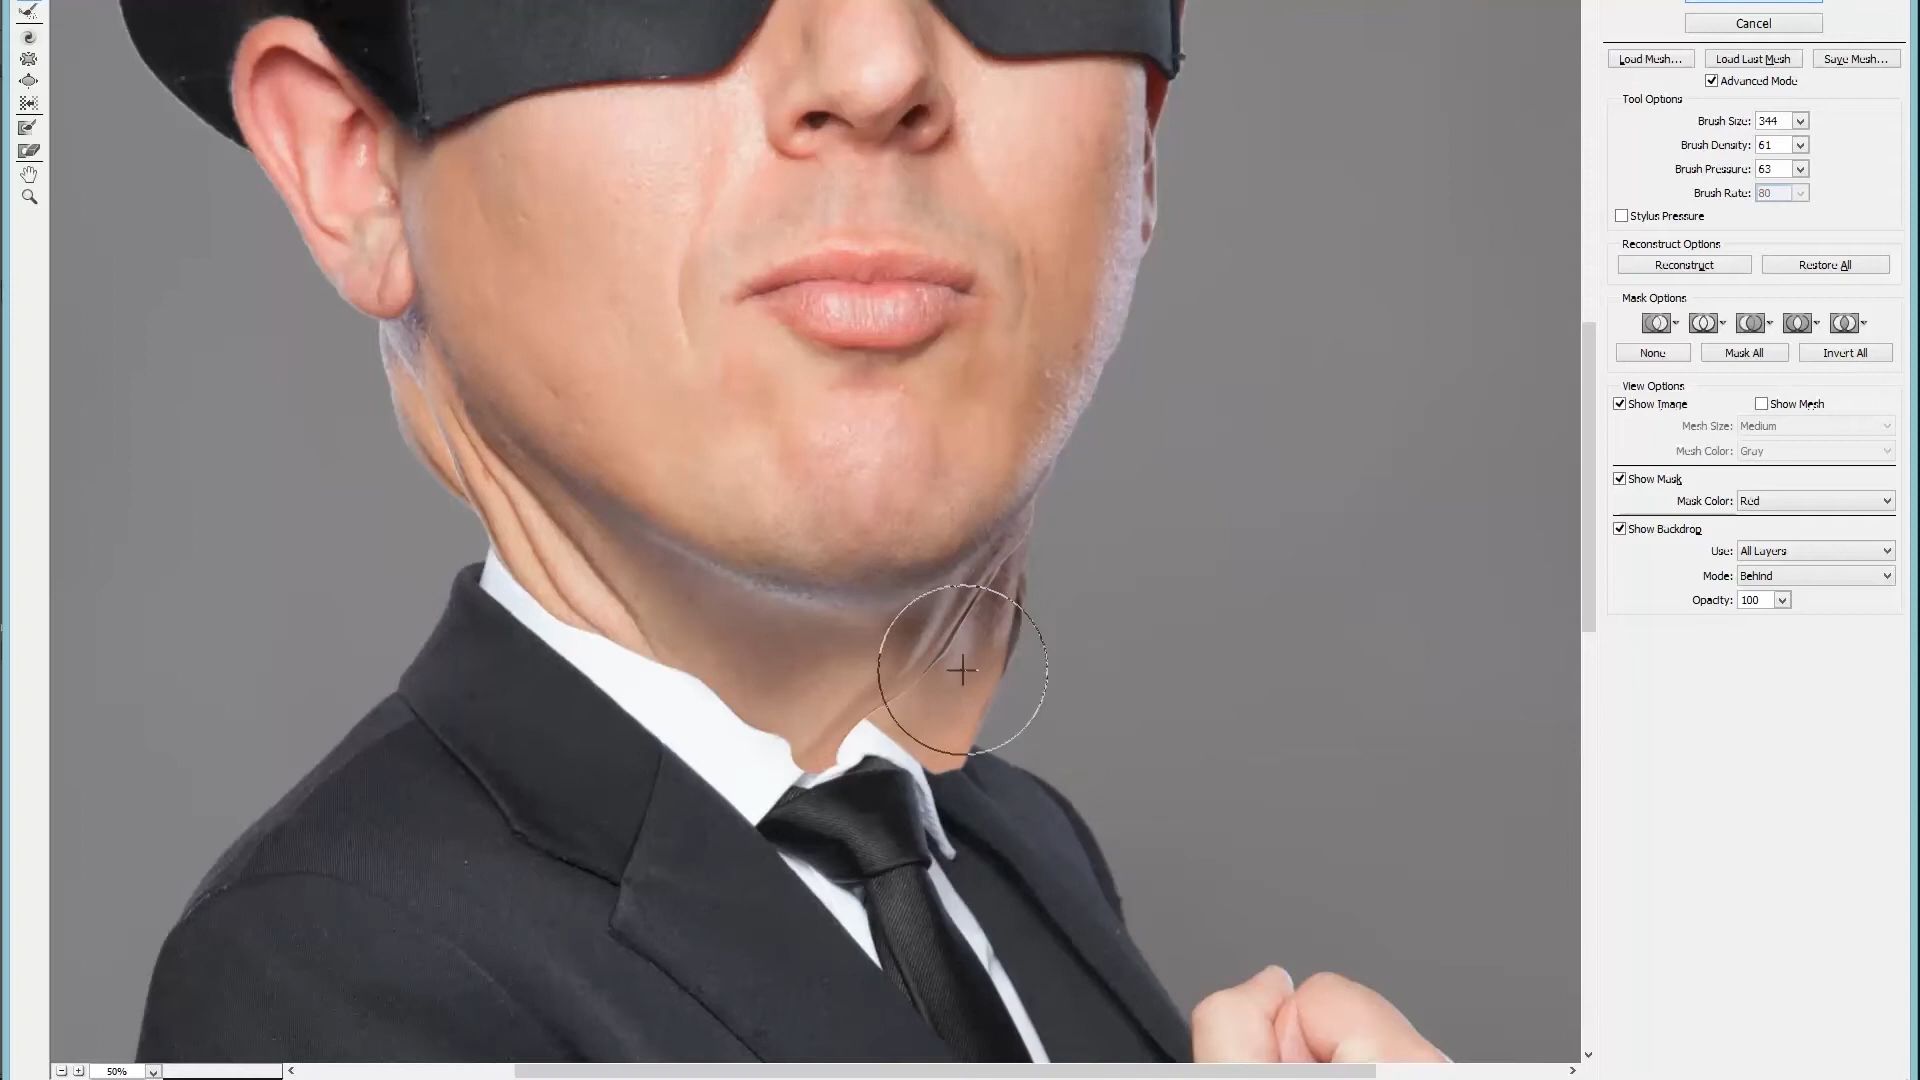 Cancel
Load Mesh... Load Last Mesh Save Mesh...
Advanced Mode
Tool Options
Brush Size: 344
Brush Density: 61
Brush Pressure: 63
Brush Rate: 80
Stylus Pressure
Reconstruct Options
Reconstruct Restore All
Mask Options
None Mask All Invert All
View Options
Show Image Show Mesh
Mesh Size: Medium
Mesh Color: Gray
Show Mask
Mask Color: Red
Show Backdrop
Use: All Layers
Mode: Behind
Opacity: 100
50%